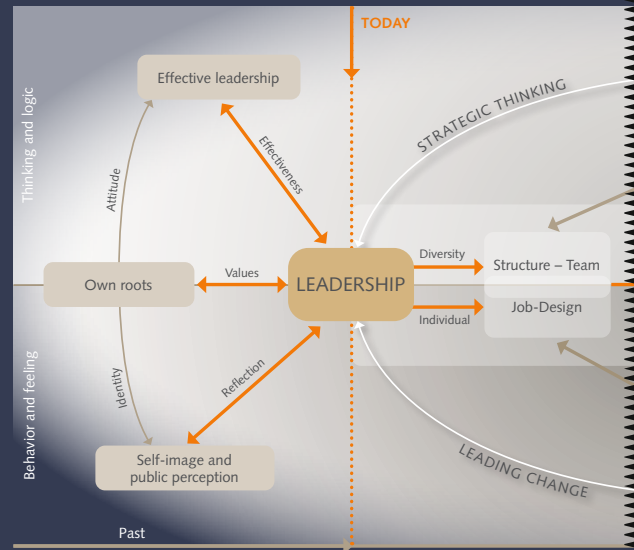 TODAY
Effective leadership
STRATEGIC THINKING
Thinking and logic
Attitude
Effectiveness
Own roots
Values
LEADERSHIP
Diversity
Structure – Team
Individual
Job-Design
Behavior and feeling
Identity
Reflection
Self-image and
public perception
LEADING CHANGE
Past